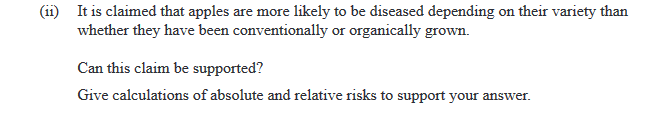 (ii) It is claimed that apples are more likely to be diseased depending on their variety than
whether they have been conventionally or organically grown.
Can this claim be supported?
Give calculations of absolute and relative risks to support your answer.